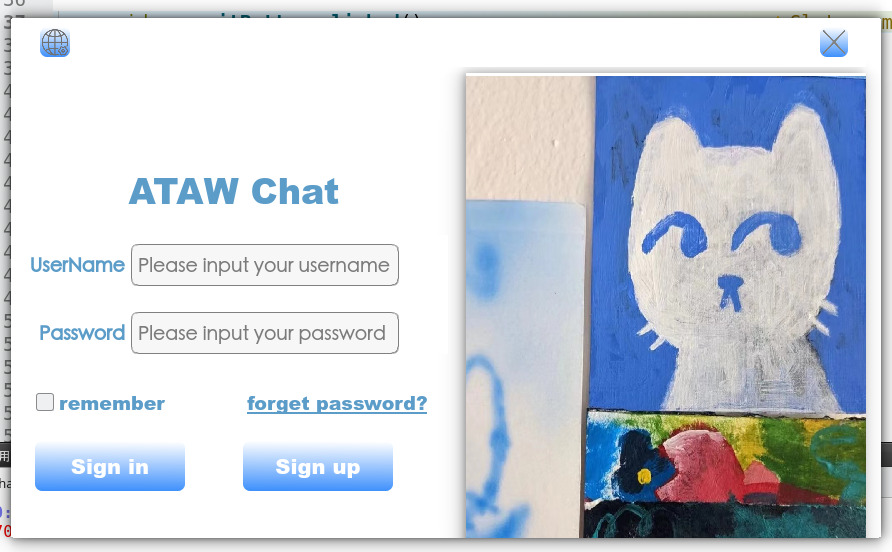 ATAW Chat
UserName
Please input your username
Password
Please input your password
remember
forget password?
Sign in
Sign up